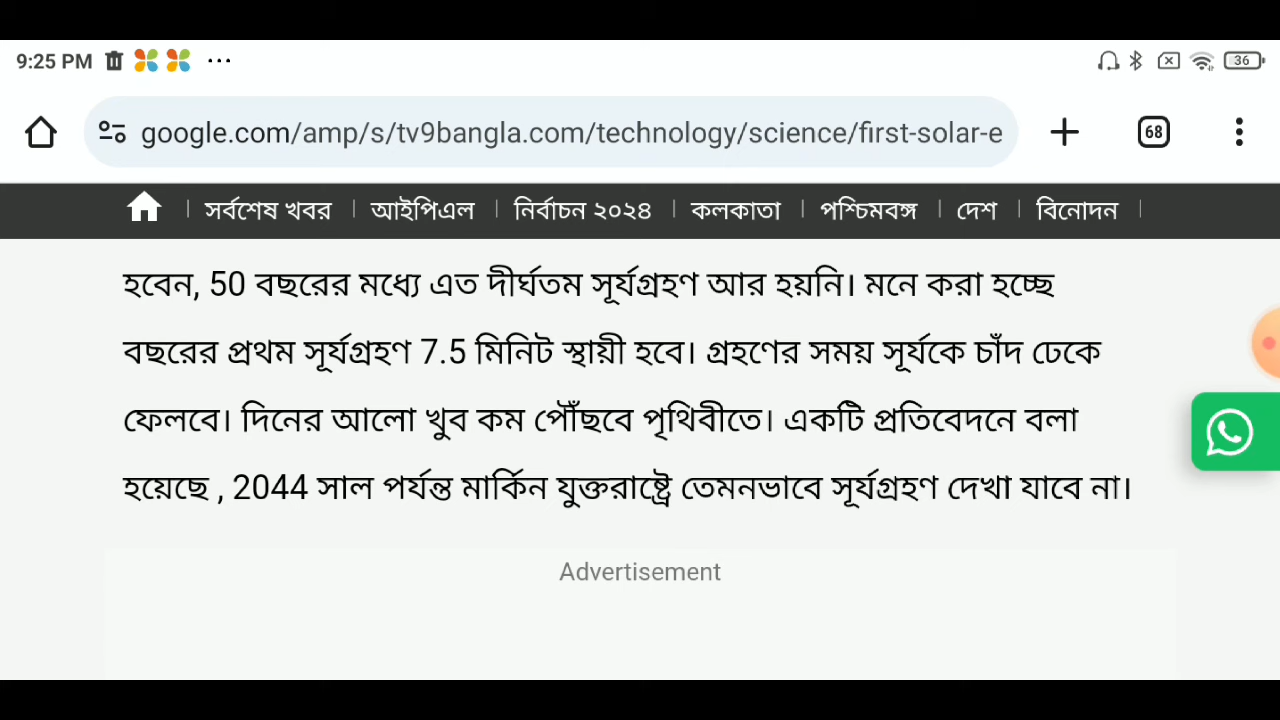 9:25 PM 36
google.com/amp/s/tv9bangla.com/technology/science/first-solar-e 68
সর্বশেষ খবর | আইপিএল | নির্বাচন ২০২৪ | কলকাতা | পশ্চিমবঙ্গ | দেশ | বিনোদন |
হবেন, 50 বছরের মধ্যে এত দীর্ঘতম সূর্যগ্রহণ আর হয়নি। মনে করা হচ্ছে
বছরের প্রথম সূর্যগ্রহণ 7.5 মিনিট স্থায়ী হবে। গ্রহণের সময় সূর্যকে চাঁদ ঢেকে
ফেলবে। দিনের আলো খুব কম পৌঁছবে পৃথিবীতে। একটি প্রতিবেদনে বলা
হয়েছে , 2044 সাল পর্যন্ত মার্কিন যুক্তরাষ্ট্রে তেমনভাবে সূর্যগ্রহণ দেখা যাবে না।
Advertisement